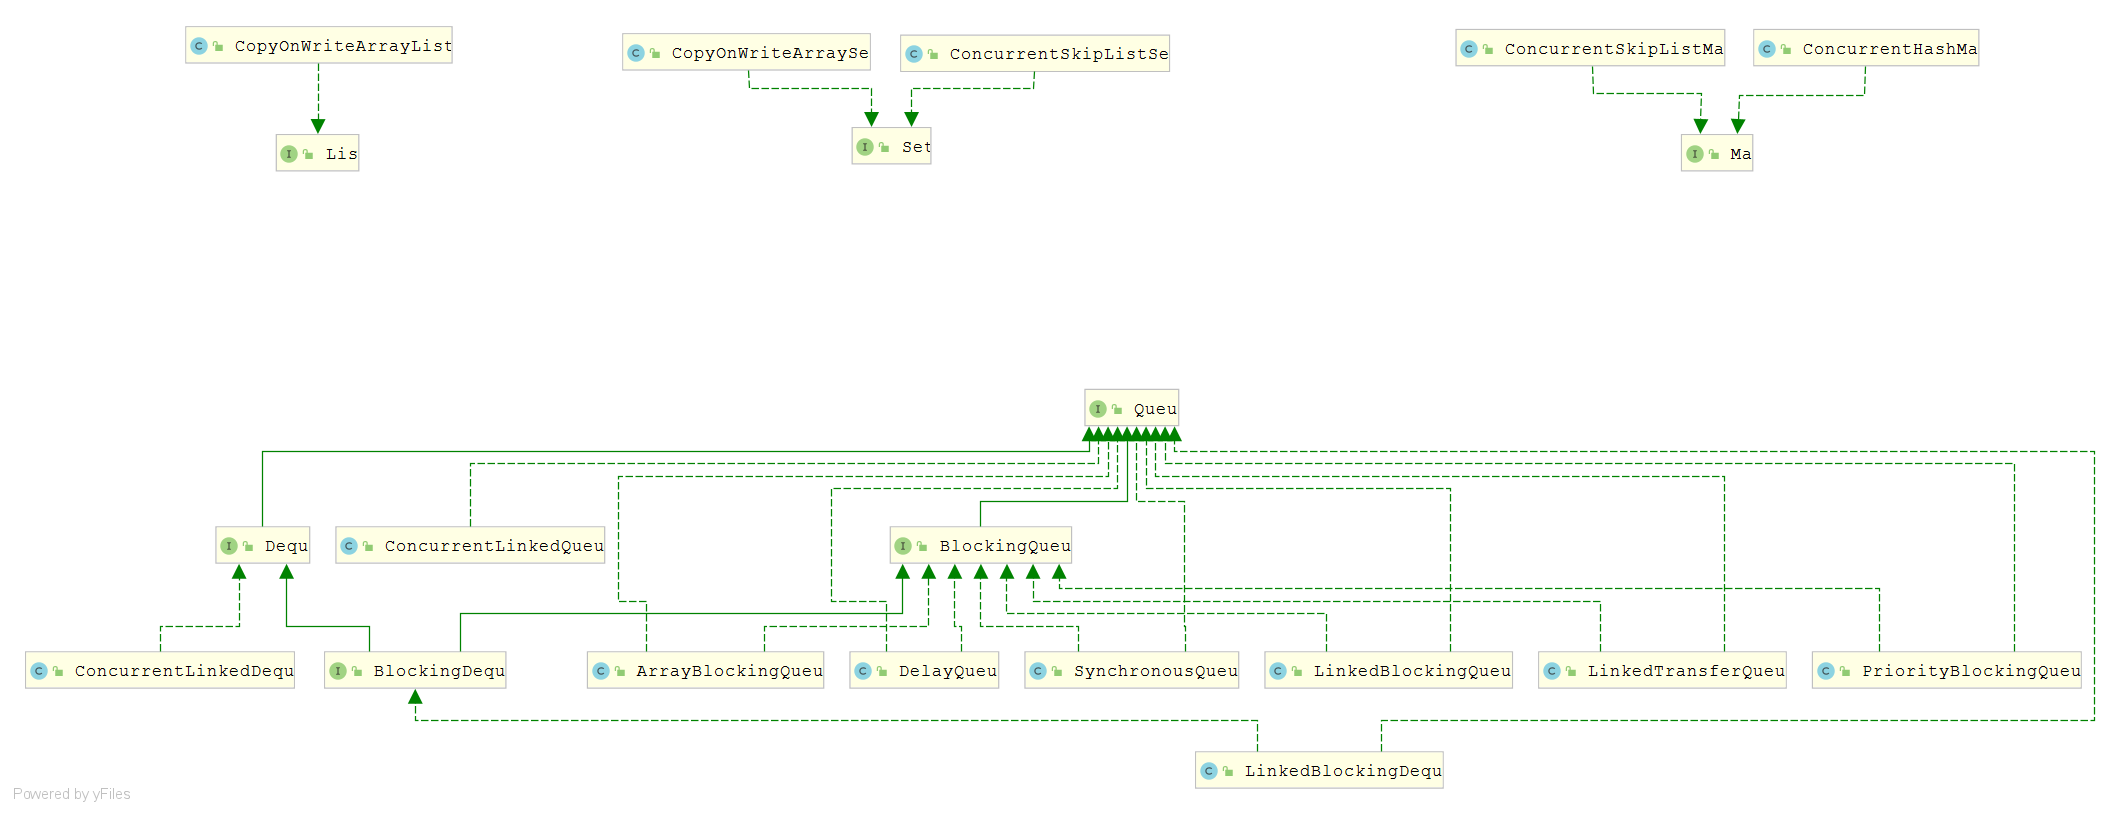 CopyOnWriteArrayList
CopyOnWriteArraySe
ConcurrentSkipListSe
ConcurrentSkipListMa
ConcurrentHashMa
I Lis
I Set
I Ma
C
C
C
C
C
I Queu
I Dequ
C ConcurrentLinkedQueu
I BlockingQueu
C ConcurrentLinkedDequ
I BlockingDequ
C ArrayBlockingQueu
C DelayQueu
C SynchronousQueu
C LinkedBlockingQueu
C LinkedTransferQueu
C PriorityBlockingQueu
C LinkedBlockingDequ
Powered by yFiles